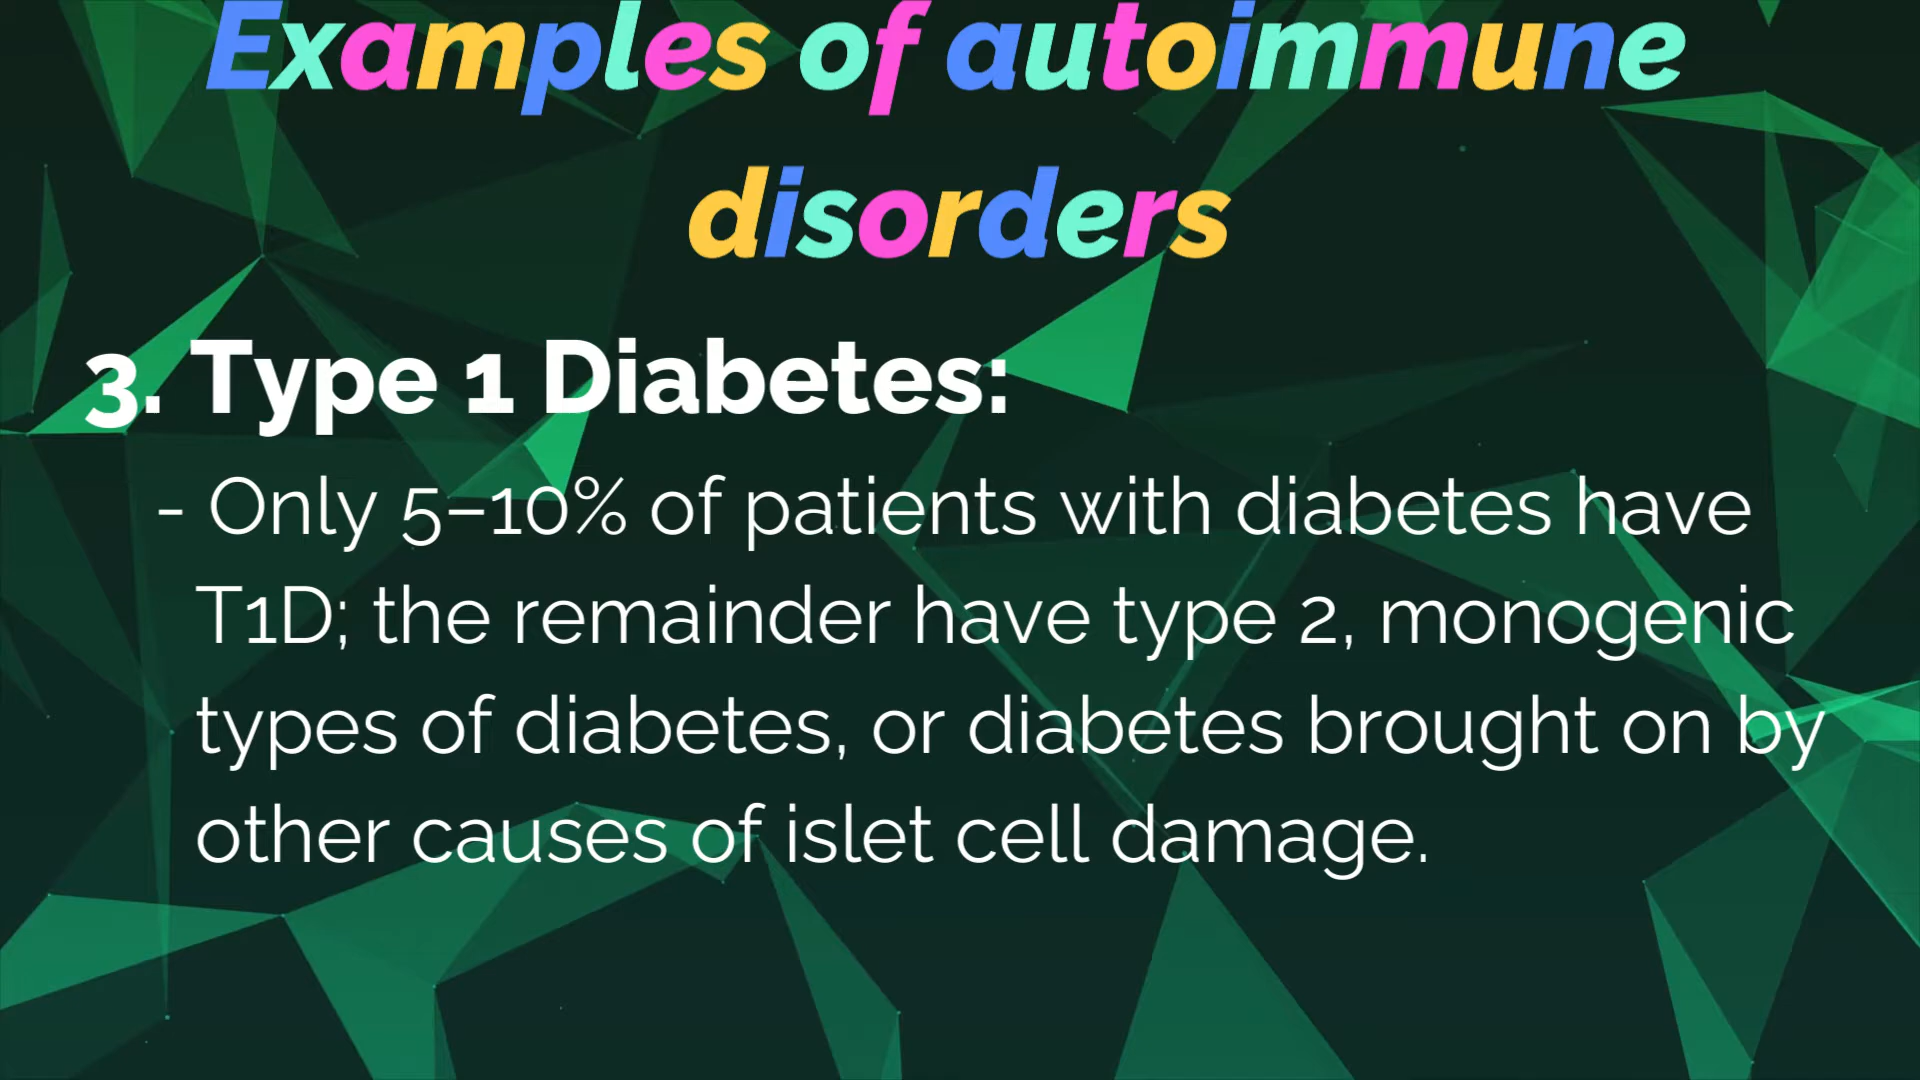 Examples of autoimmune
disorders
3. Type 1 Diabetes:
- Only 5–10% of patients with diabetes have
T1D; the remainder have type 2, monogenic
types of diabetes, or diabetes brought on by
other causes of islet cell damage.